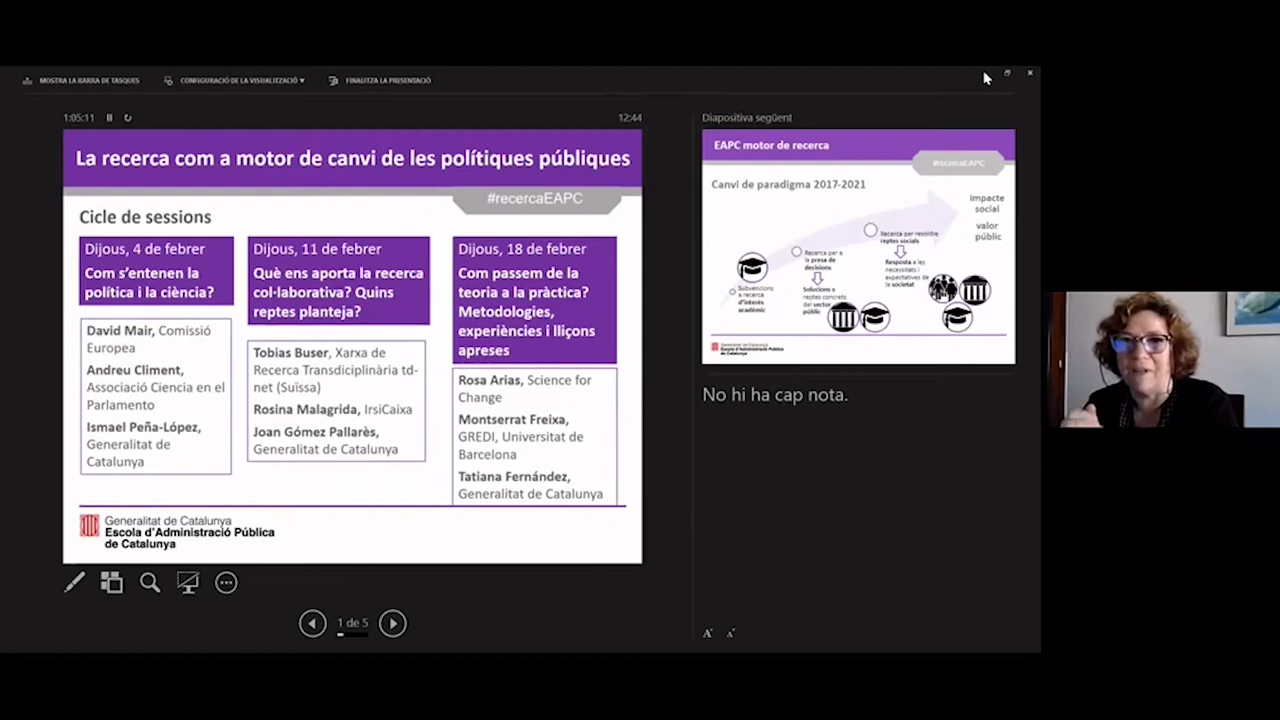 MOSTRA LA BARRA DE TASQUES
CONFIGURACIÓ DE LA VISUALITZACIÓ ▾
FINALITZA LA PRESENTACIÓ
1:05:11
12:44
La recerca com a motor de canvi de les polítiques públiques
#recercaEAPC
Cicle de sessions
Dijous, 4 de febrer
Com s'entenen la
política i la ciència?
David Mair, Comissió
Europea
Andreu Climent,
Associació Ciencia en el
Parlamento
Ismael Peña-López,
Generalitat de
Catalunya
Dijous, 11 de febrer
Què ens aporta la recerca
col·laborativa? Quins
reptes planteja?
Tobias Buser, Xarxa de
Recerca Transdiciplinària td-
net (Suïssa)
Rosina Malagrida, IrsiCaixa
Joan Gómez Pallarès,
Generalitat de Catalunya
Dijous, 18 de febrer
Com passem de la
teoria a la pràctica?
Metodologies,
experiències i lliçons
apreses
Rosa Arias, Science for
Change
Montserrat Freixa,
GREDI, Universitat de
Barcelona
Tatiana Fernández,
Generalitat de Catalunya
Generalitat de Catalunya
Escola d'Administració Pública
de Catalunya
1 de 5
Diapositiva següent
EAPC motor de recerca
#recercaEAPC
Canvi de paradigma 2017-2021
impacte
social
valor
públic
Recerca per resoldre
reptes socials
Resposta a les
necessitats i
expectatives de
la societat
Recerca per a
la presa de
decisions
Solucions a
reptes concrets
del sector
públic
Subvencions
a recerca
d'interès
acadèmic
Generalitat de Catalunya
Escola d'Administració Pública
de Catalunya
No hi ha cap nota.
A A